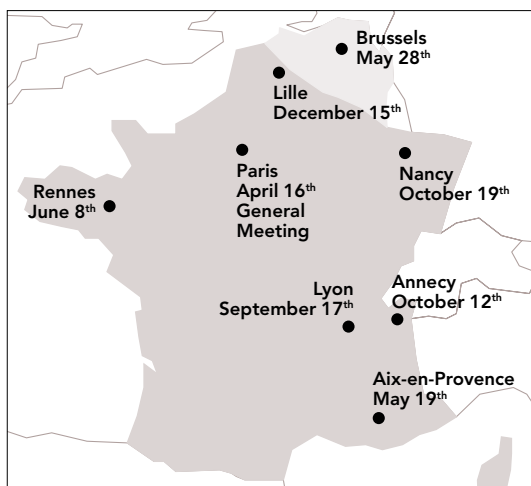 Brussels
May 28th
Lille
December 15th
Paris
April 16th
General
Meeting
Nancy
October 19th
Rennes
June 8th
Lyon
September 17th
Annecy
October 12th
Aix-en-Provence
May 19th